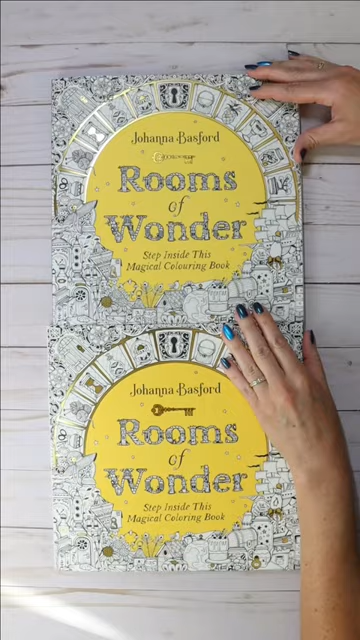 Johanna Basford
Rooms
of
Wonder
Step Inside This
Magical Colouring Book
Johanna Basford
Rooms
of
Wonder
Step Inside This
Magical Coloring Book